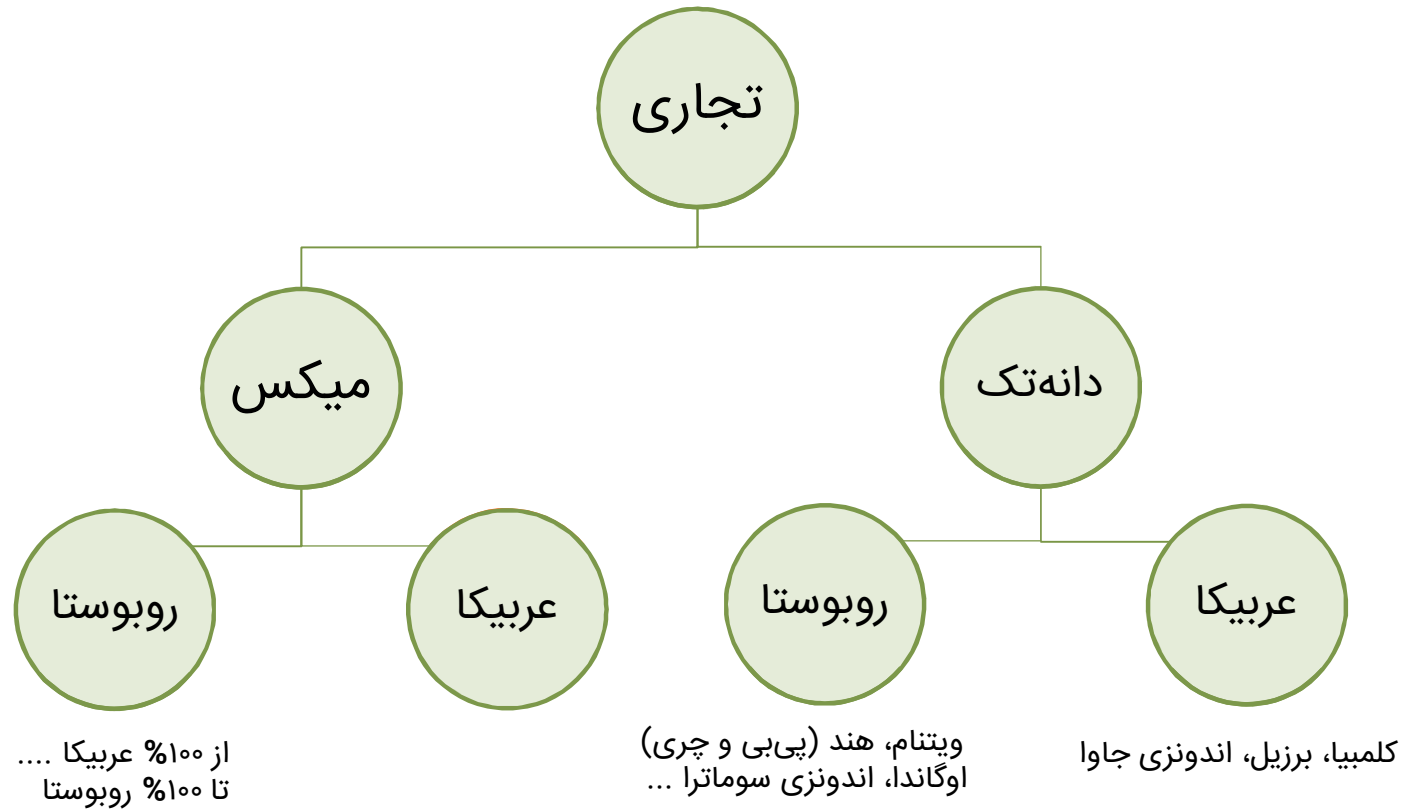 تجاری
دانه‌تک
میکس
عربیکا
روبوستا
عربیکا
روبوستا
کلمبیا، برزیل، اندونزی جاوا
ویتنام، هند (پی‌بی و چری)
اوگاندا، اندونزی سوماترا ...
از ۱۰۰% عربیکا ....
تا ۱۰۰% روبوستا